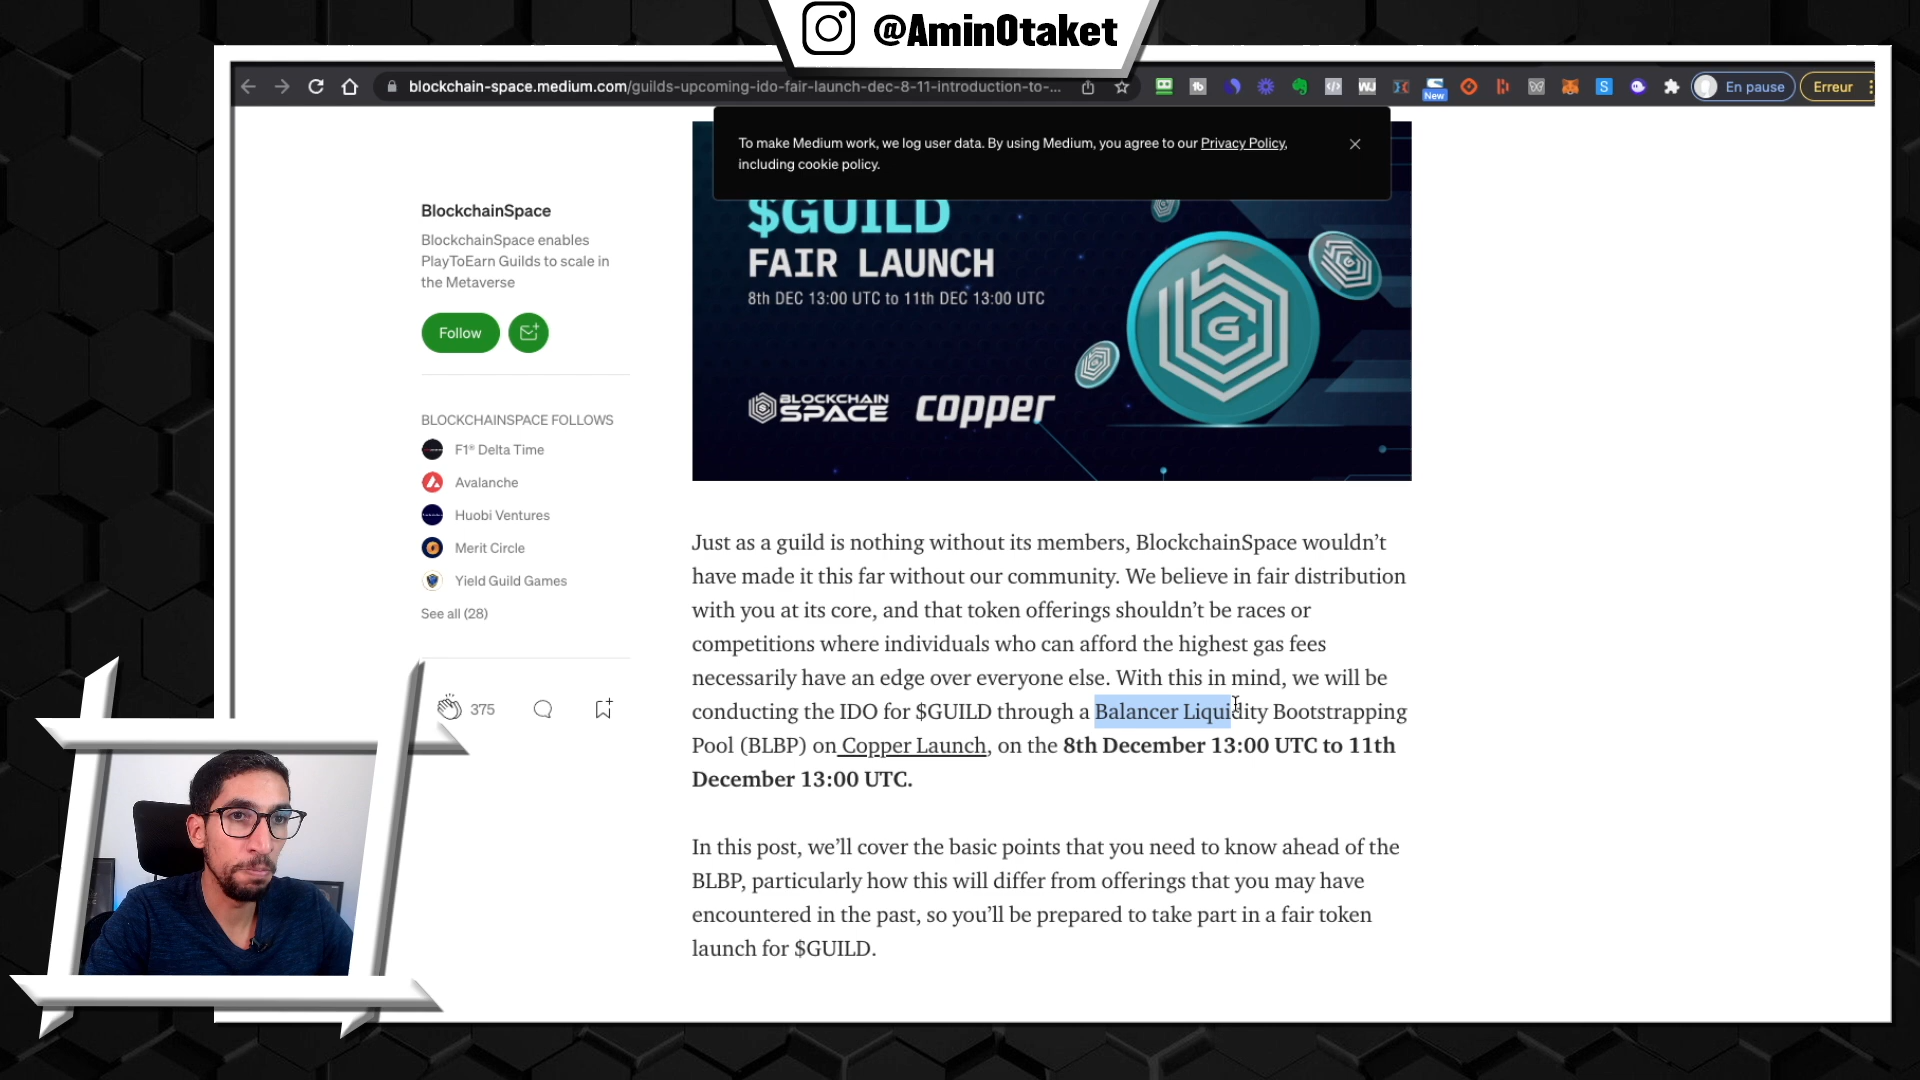 @AminOtaket
blockchain-space.medium.com/guilds-upcoming-ido-fair-launch-dec-8-11-introduction-to-...
New
En pause
Erreur
To make Medium work, we log user data. By using Medium, you agree to our Privacy Policy,
including cookie policy.
$GUILD
FAIR LAUNCH
8th DEC 13:00 UTC to 11th DEC 13:00 UTC
BLOCKCHAIN
SPACE
copper
BlockchainSpace
BlockchainSpace enables
PlayToEarn Guilds to scale in
the Metaverse
Follow
BLOCKCHAINSPACE FOLLOWS
F1® Delta Time
Avalanche
Huobi Ventures
Merit Circle
Yield Guild Games
See all (28)
375
Just as a guild is nothing without its members, BlockchainSpace wouldn’t
have made it this far without our community. We believe in fair distribution
with you at its core, and that token offerings shouldn’t be races or
competitions where individuals who can afford the highest gas fees
necessarily have an edge over everyone else. With this in mind, we will be
conducting the IDO for $GUILD through a Balancer Liquidity Bootstrapping
Pool (BLBP) on Copper Launch, on the 8th December 13:00 UTC to 11th
December 13:00 UTC.
In this post, we’ll cover the basic points that you need to know ahead of the
BLBP, particularly how this will differ from offerings that you may have
encountered in the past, so you’ll be prepared to take part in a fair token
launch for $GUILD.